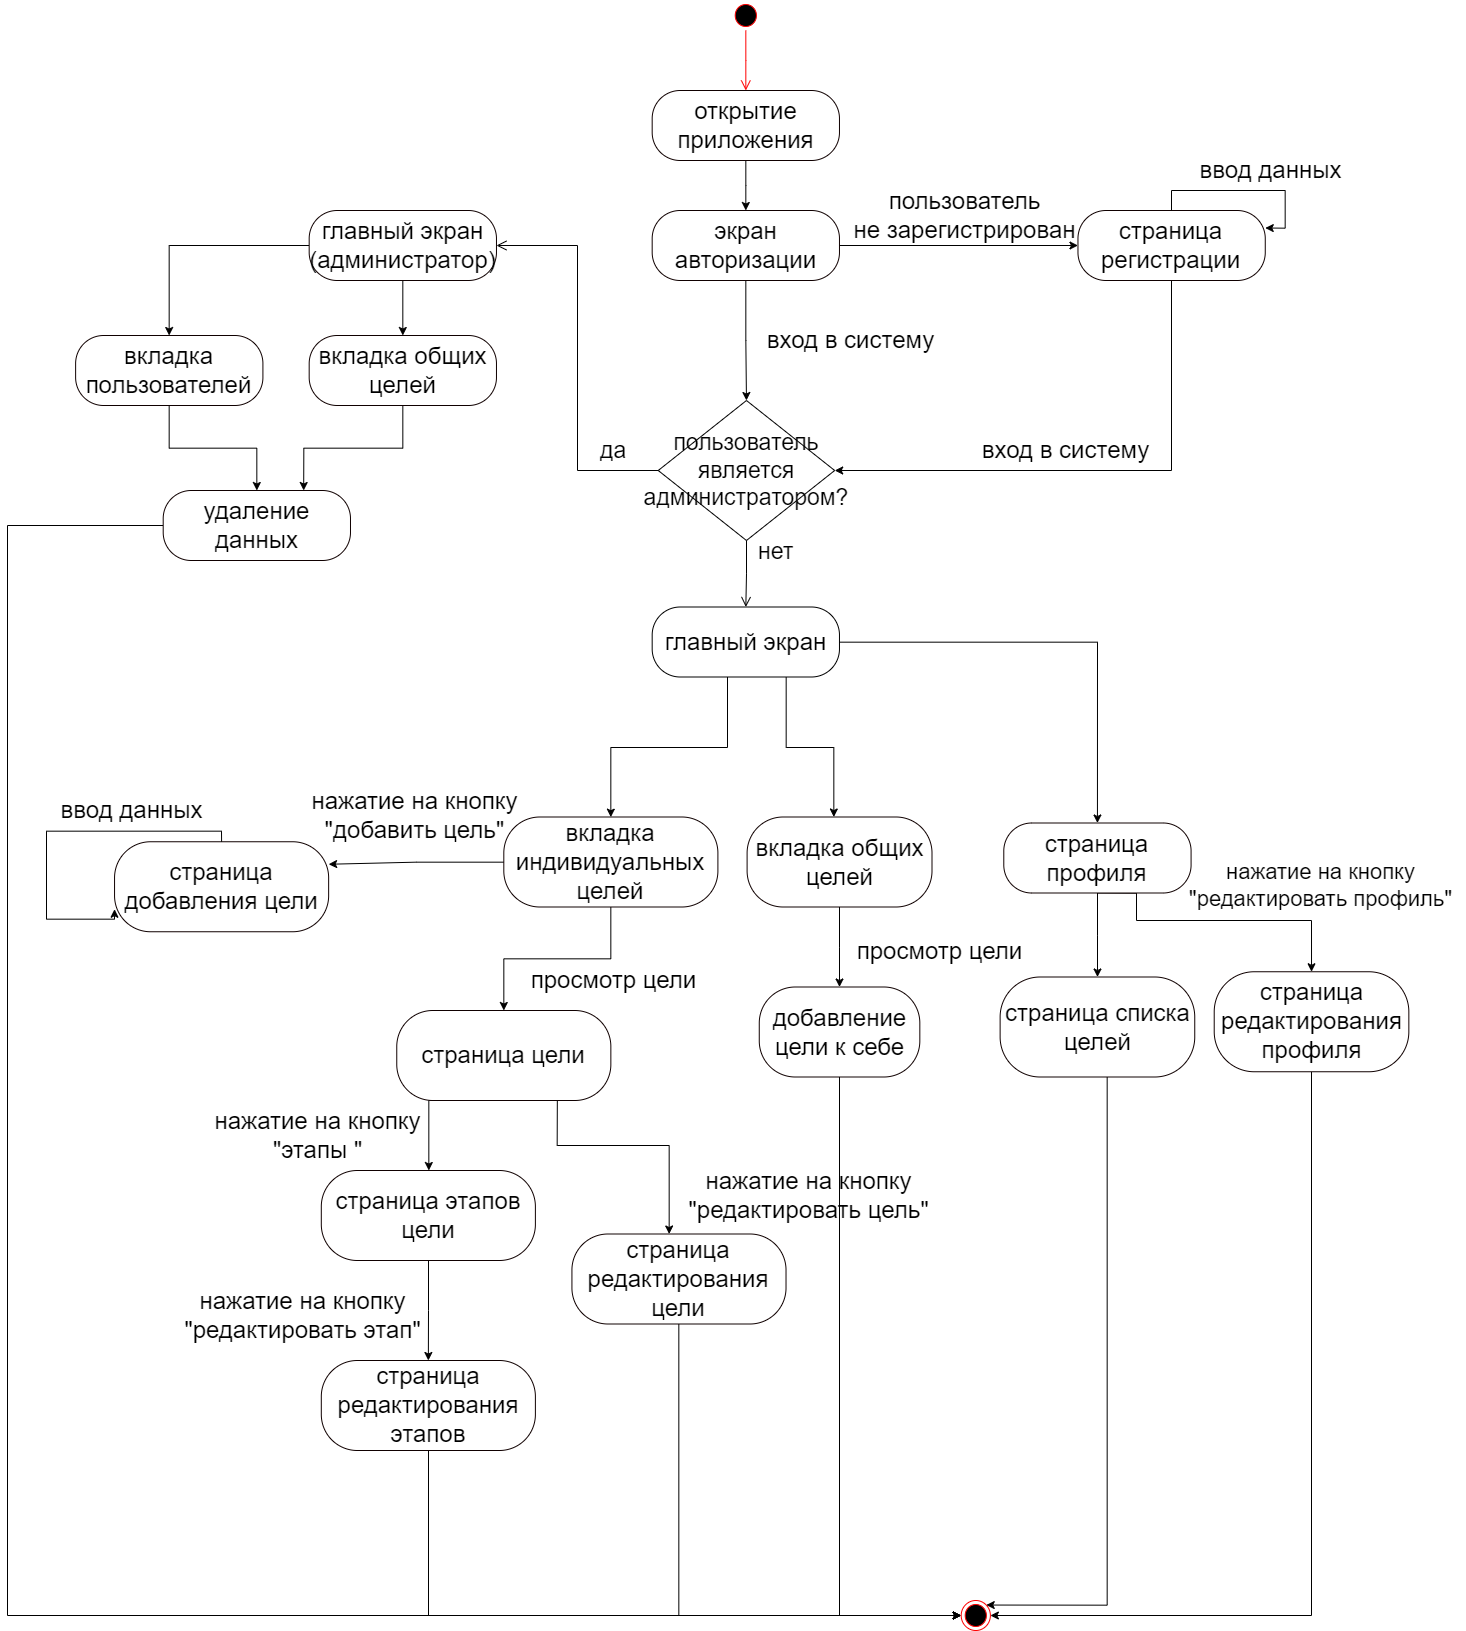 открытие
приложения
ввод данных
пользователь
не зарегистрирован
главный экран
(администратор)
экран
авторизации
страница
регистрации
вход в систему
вкладка
пользователей
вкладка общих
целей
да
пользователь
является
администратором?
вход в систему
удаление
данных
нет
главный экран
ввод данных
нажатие на кнопку
"добавить цель"
вкладка
индивидуальных
целей
вкладка общих
целей
страница
профиля
нажатие на кнопку
"редактировать профиль"
страница
добавления цели
просмотр цели
просмотр цели
страница цели
добавление
цели к себе
страница списка
целей
страница
редактирования
профиля
нажатие на кнопку
"этапы "
страница этапов
цели
нажатие на кнопку
"редактировать цель"
страница
редактирования
цели
нажатие на кнопку
"редактировать этап"
страница
редактирования
этапов